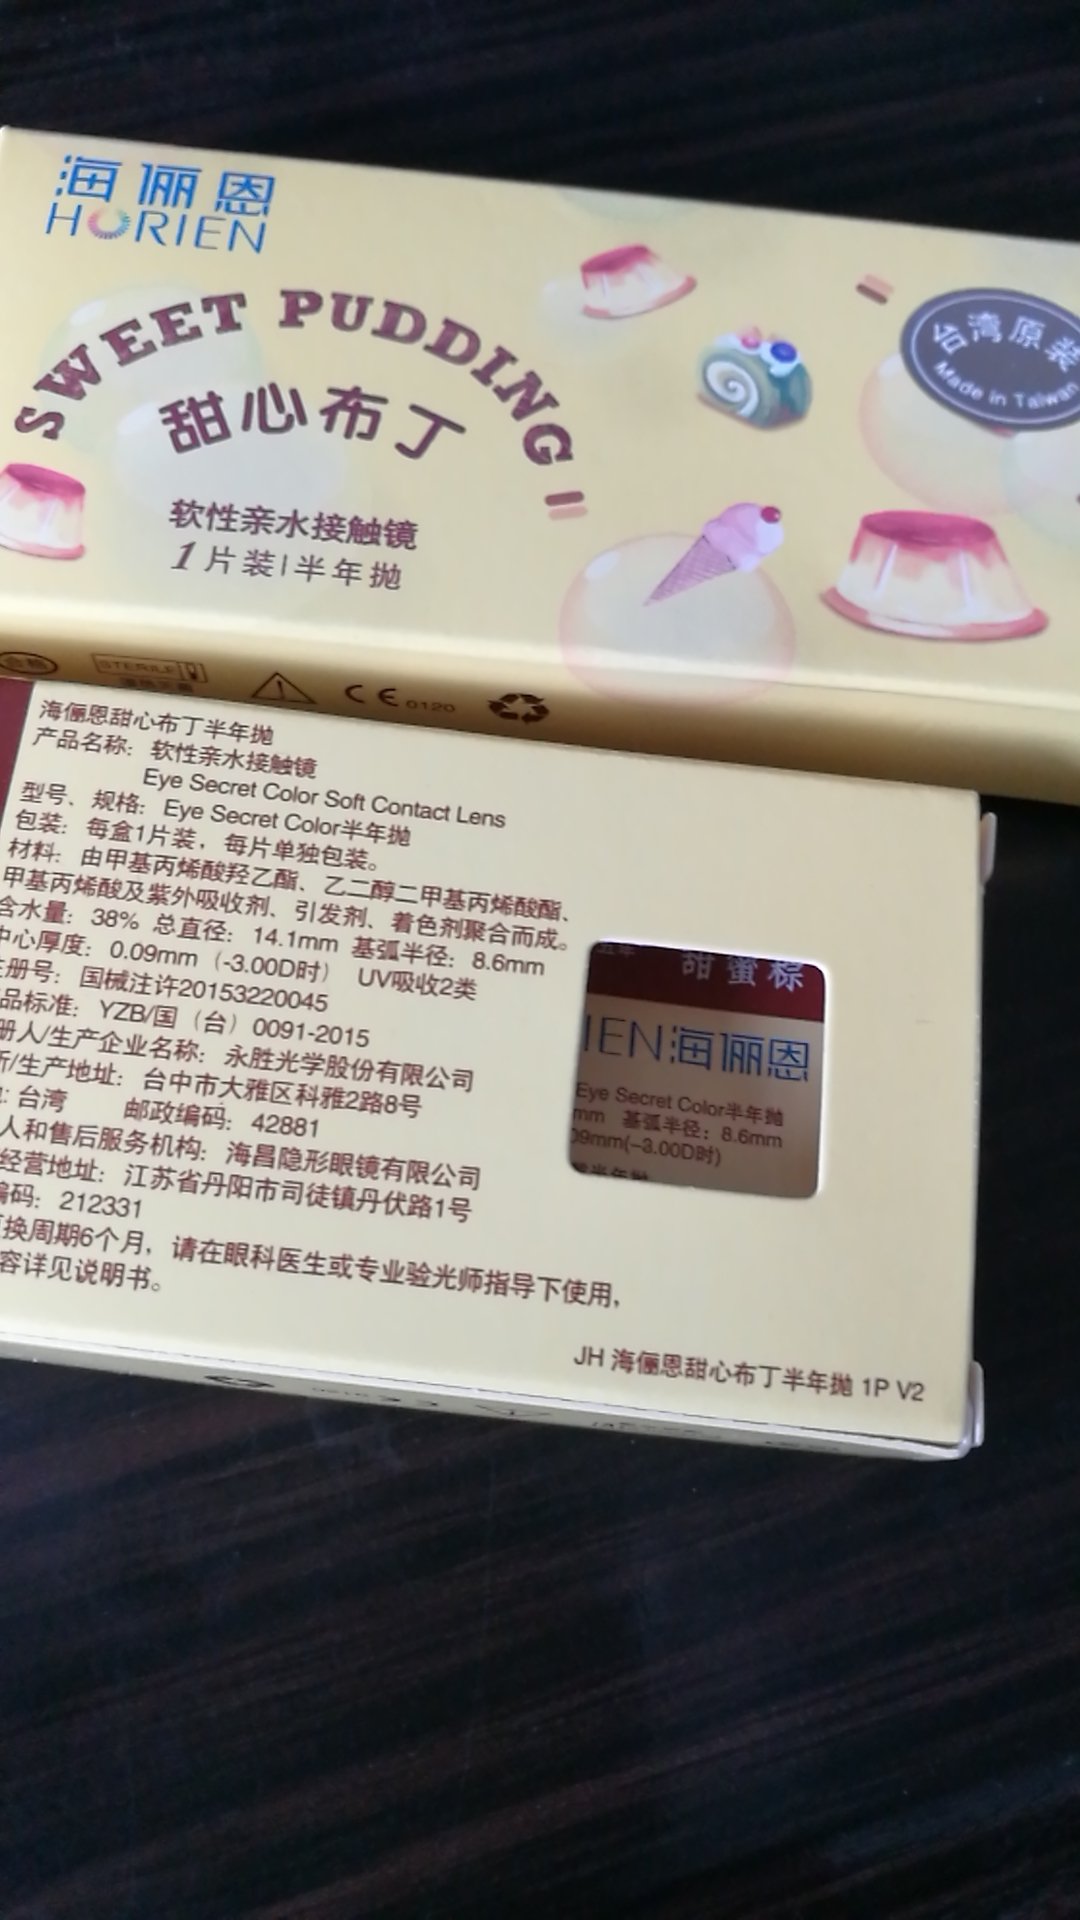 海俪恩
HORIEN
SWEET PUDDING
甜心布丁
软性亲水接触镜
1片装|半年抛
台湾原装
Made in Taiwan
合格
STERILE
CE 0120
海俪恩甜心布丁半年抛
产品名称: 软性亲水接触镜
Eye Secret Color Soft Contact Lens
型号、规格: Eye Secret Color半年抛
包装: 每盒1片装，每片单独包装。
材料: 由甲基丙烯酸羟乙酯、乙二醇二甲基丙烯酸酯、
甲基丙烯酸及紫外吸收剂、引发剂、着色剂聚合而成。
含水量: 38% 总直径: 14.1mm 基弧半径: 8.6mm
中心厚度: 0.09mm (-3.00D时) UV吸收2类
注册号: 国械注许20153220045
品标准: YZB/国（台）0091-2015
册人/生产企业名称: 永胜光学股份有限公司
所/生产地址: 台中市大雅区科雅2路8号
: 台湾 邮政编码: 42881
人和售后服务机构: 海昌隐形眼镜有限公司
经营地址: 江苏省丹阳市司徒镇丹伏路1号
编码: 212331
换周期6个月，请在眼科医生或专业验光师指导下使用，
容详见说明书。
甜蜜棕
IEN海俪恩
Eye Secret Color半年抛
mm 基弧半径: 8.6mm
09mm(-3.00D时)
半年抛
JH 海俪恩甜心布丁半年抛 1P V2